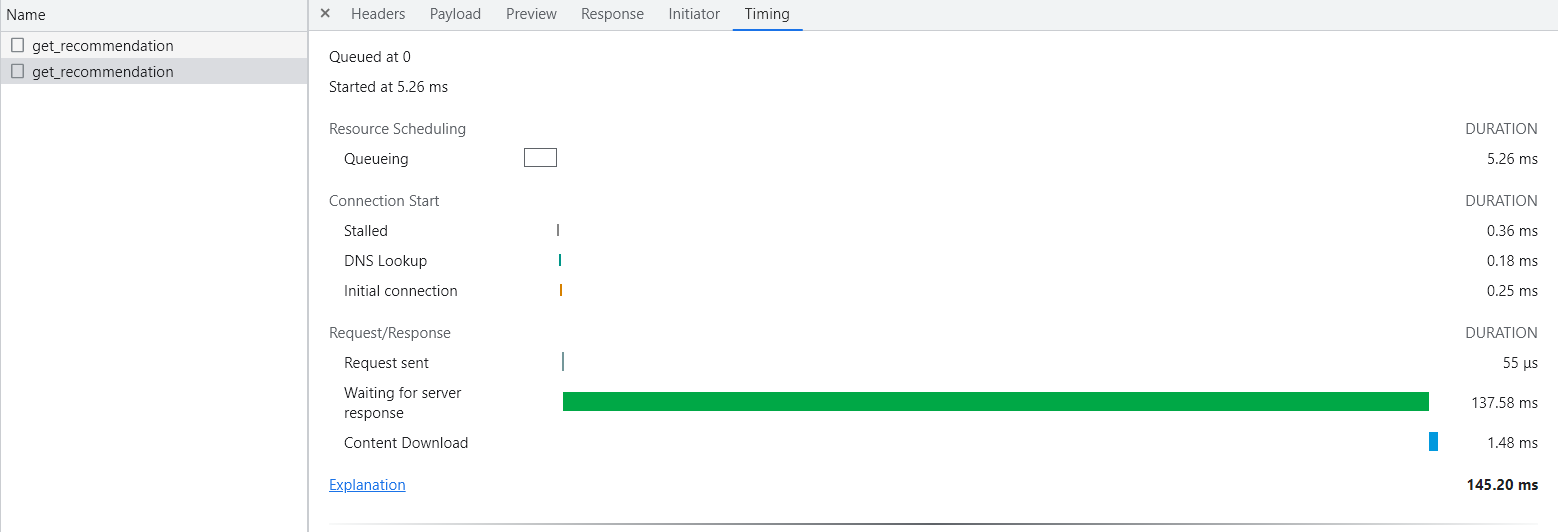 Name
get_recommendation
get_recommendation
× Headers Payload Preview Response Initiator Timing
Queued at 0
Started at 5.26 ms
Resource Scheduling DURATION
Queueing 5.26 ms
Connection Start DURATION
Stalled 0.36 ms
DNS Lookup 0.18 ms
Initial connection 0.25 ms
Request/Response DURATION
Request sent 55 µs
Waiting for server
response 137.58 ms
Content Download 1.48 ms
Explanation 145.20 ms